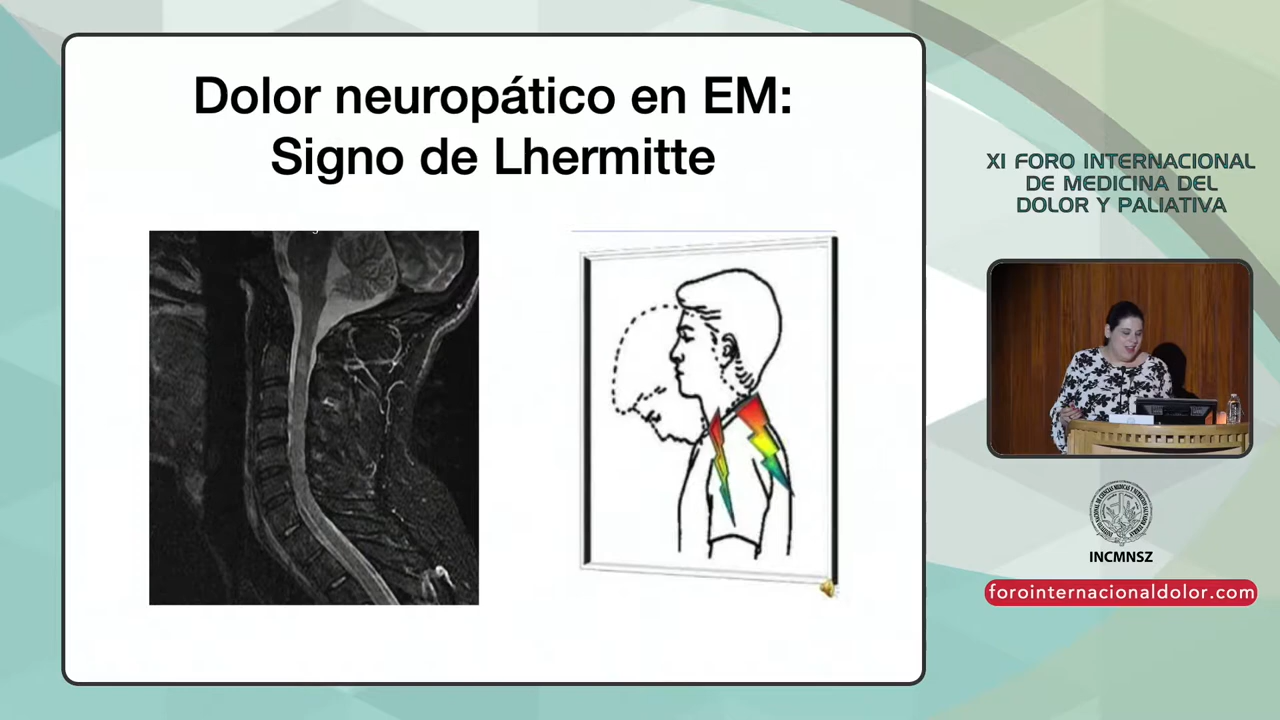 Dolor neuropático en EM:
Signo de Lhermitte
XI FORO INTERNACIONAL
DE MEDICINA DEL
DOLOR Y PALIATIVA
INCMNSZ
forointernacionaldolor.com